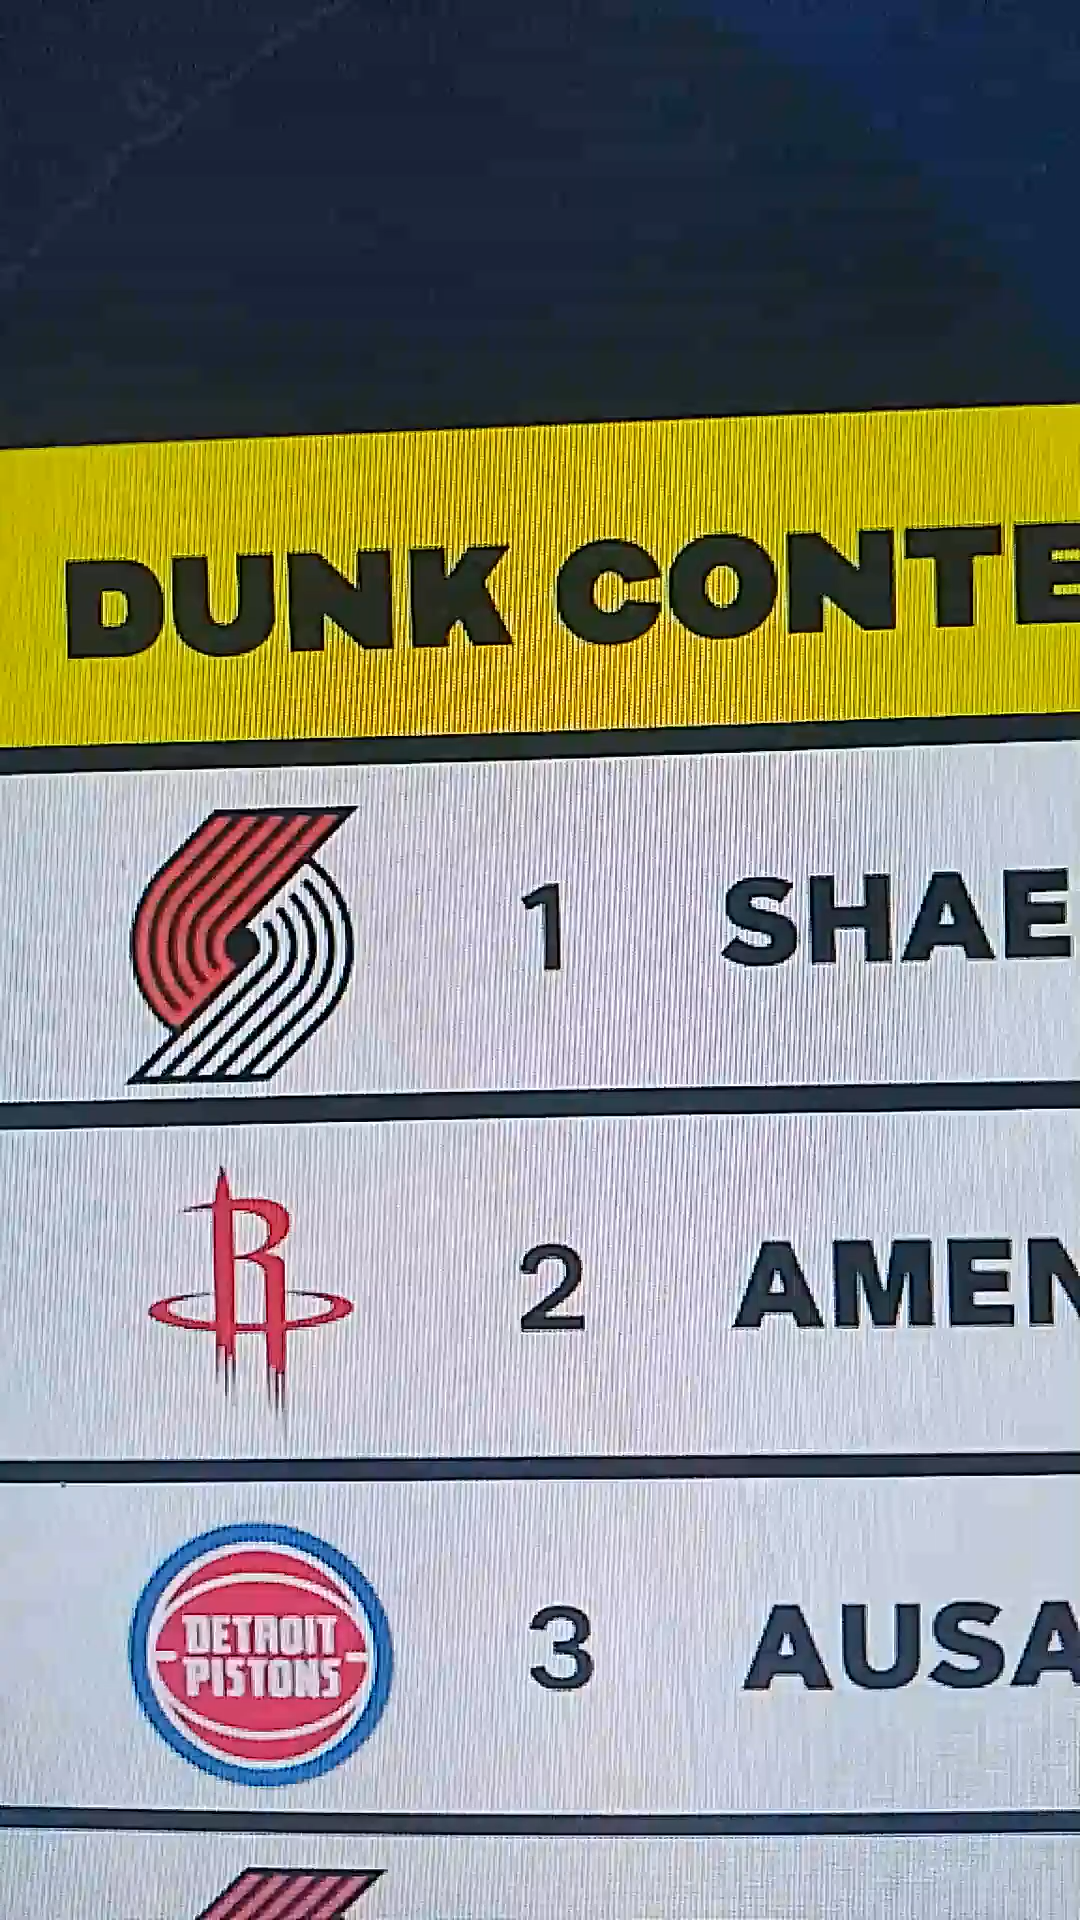 DUNK CONTE
1 SHAE
2 AMEN
DETROIT
PISTONS
3 AUSA